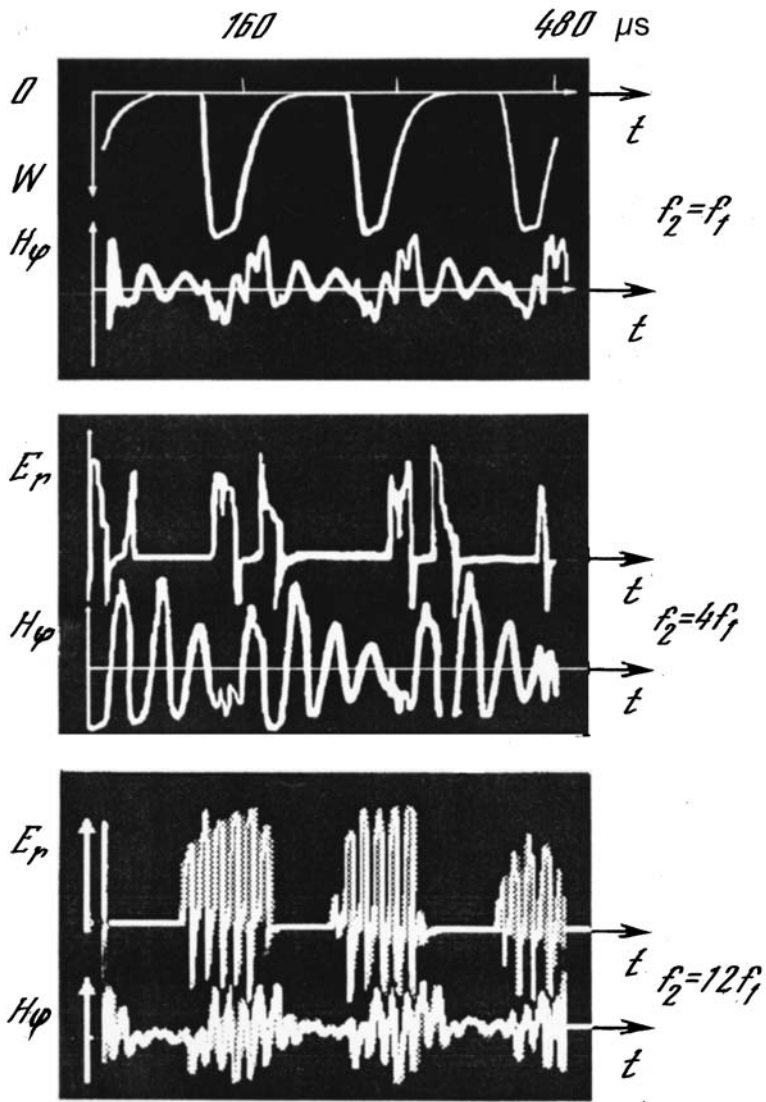 160 480 μs
0
t
W
f₂=f₁
Hφ
t
Eᵣ
t
Hφ
f₂=4f₁
t
Eᵣ
t
f₂=12f₁
Hφ
t